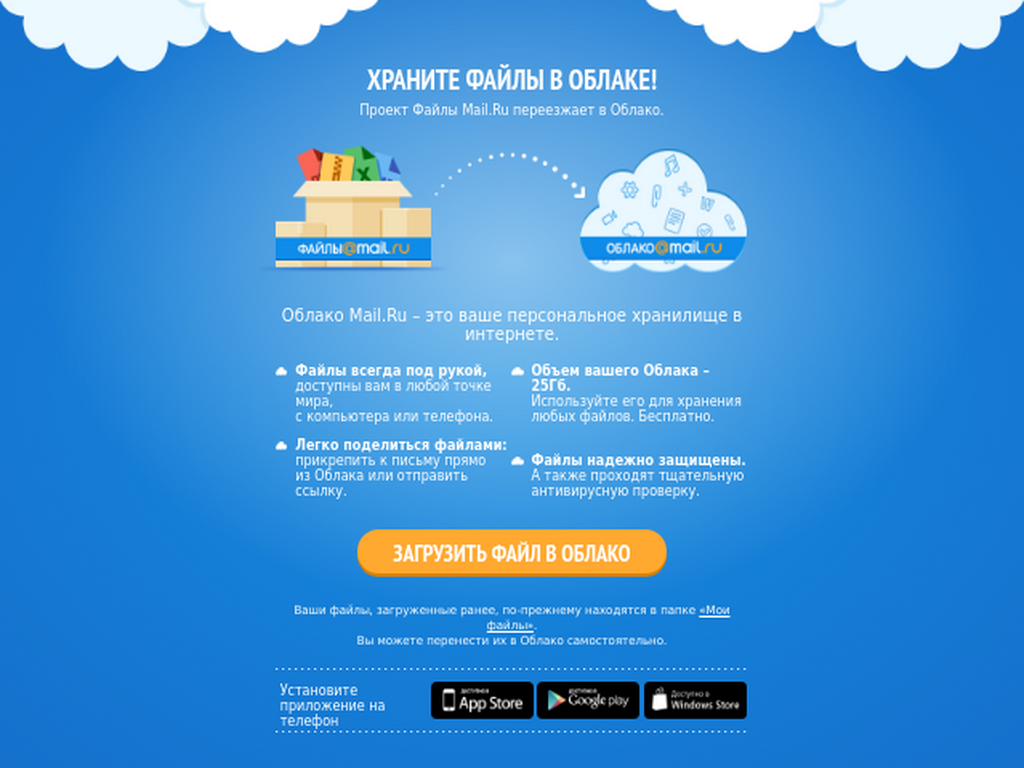 ХРАНИТЕ ФАЙЛЫ В ОБЛАКЕ!
Проект Файлы Mail.Ru переезжает в Облако.
ФАЙЛЫ@mail.ru
ОБЛАКО@mail.ru
Облако Mail.Ru – это ваше персональное хранилище в
интернете.
Файлы всегда под рукой,
доступны вам в любой точке
мира,
с компьютера или телефона.
Объем вашего Облака –
25Гб.
Используйте его для хранения
любых файлов. Бесплатно.
Легко поделиться файлами:
прикрепить к письму прямо
из Облака или отправить
ссылку.
Файлы надежно защищены.
А также проходят тщательную
антивирусную проверку.
ЗАГРУЗИТЬ ФАЙЛ В ОБЛАКО
Ваши файлы, загруженные ранее, по-прежнему находятся в папке «Мои
файлы».
Вы можете перенести их в Облако самостоятельно.
Установите
приложение на
телефон
Доступно в
App Store
Доступно в
Google play
Доступно в
Windows Store